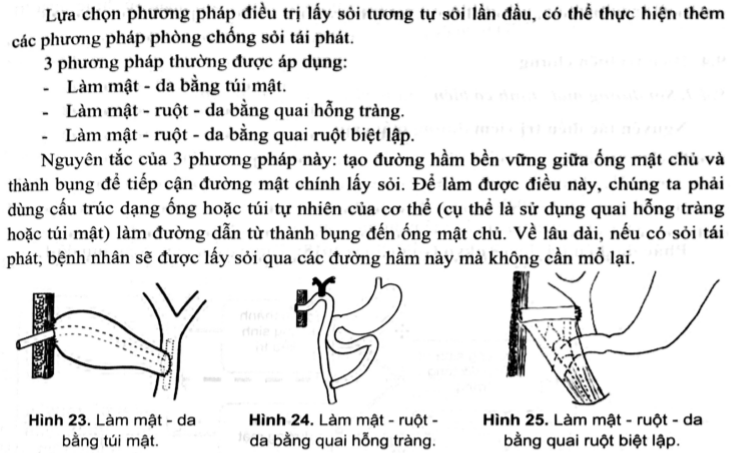 Lựa chọn phương pháp điều trị lấy sỏi tương tự sỏi lần đầu, có thể thực hiện thêm
các phương pháp phòng chống sỏi tái phát.
3 phương pháp thường được áp dụng:
- Làm mật - da bằng túi mật.
- Làm mật - ruột - da bằng quai hỗng tràng.
- Làm mật - ruột - da bằng quai ruột biệt lập.
Nguyên tắc của 3 phương pháp này: tạo đường hầm bền vững giữa ống mật chủ và
thành bụng để tiếp cận đường mật chính lấy sỏi. Để làm được điều này, chúng ta phải
dùng cấu trúc dạng ống hoặc túi tự nhiên của cơ thể (cụ thể là sử dụng quai hỗng tràng
hoặc túi mật) làm đường dẫn từ thành bụng đến ống mật chủ. Về lâu dài, nếu có sỏi tái
phát, bệnh nhân sẽ được lấy sỏi qua các đường hầm này mà không cần mổ lại.
Hình 23. Làm mật - da
bằng túi mật.
Hình 24. Làm mật - ruột -
da bằng quai hỗng tràng.
Hình 25. Làm mật - ruột - da
bằng quai ruột biệt lập.